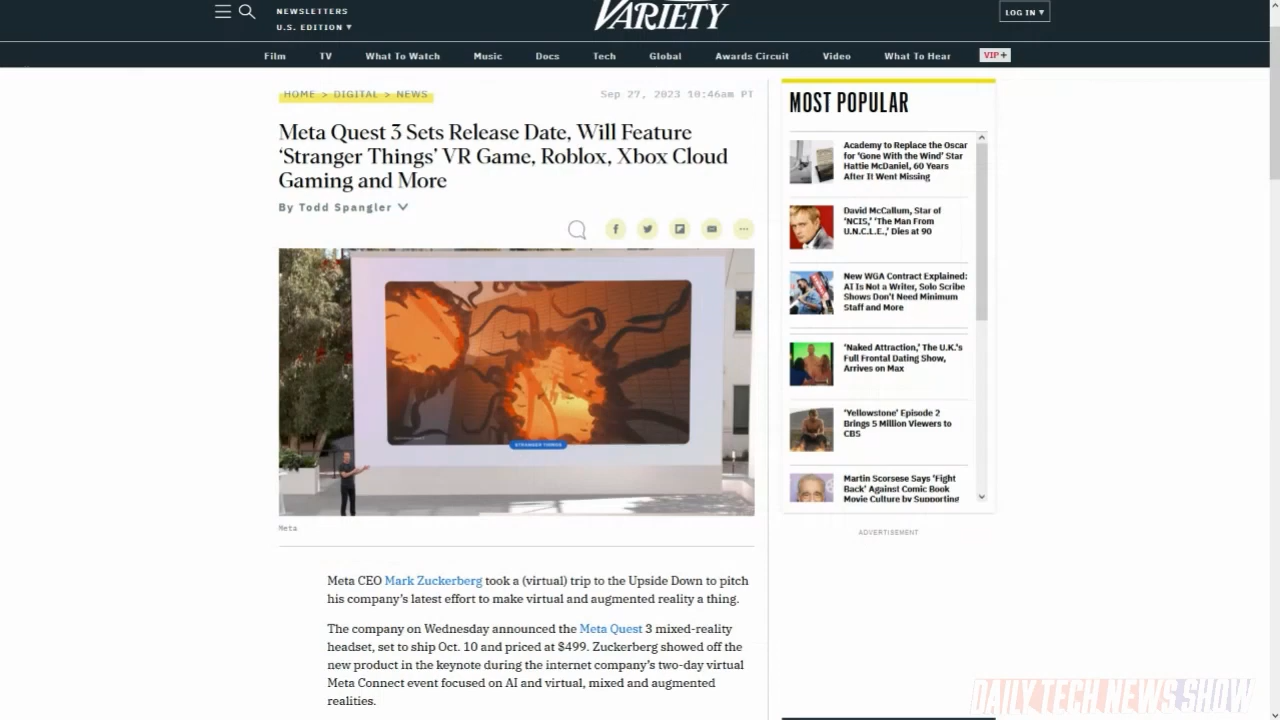 NEWSLETTERS
U.S. EDITION ▼
VARIETY
LOG IN ▼
Film TV What To Watch Music Docs Tech Global Awards Circuit Video What To Hear VIP+
HOME > DIGITAL > NEWS
Sep 27, 2023 10:46am PT
Meta Quest 3 Sets Release Date, Will Feature
‘Stranger Things’ VR Game, Roblox, Xbox Cloud
Gaming and More
By Todd Spangler
STRANGER THINGS
Meta
Meta CEO Mark Zuckerberg took a (virtual) trip to the Upside Down to pitch
his company’s latest effort to make virtual and augmented reality a thing.
The company on Wednesday announced the Meta Quest 3 mixed-reality
headset, set to ship Oct. 10 and priced at $499. Zuckerberg showed off the
new product in the keynote during the internet company’s two-day virtual
Meta Connect event focused on AI and virtual, mixed and augmented
realities.
MOST POPULAR
Academy to Replace the Oscar
for ‘Gone With the Wind’ Star
Hattie McDaniel, 60 Years
After It Went Missing
David McCallum, Star of
‘NCIS,’ ‘The Man From
U.N.C.L.E.,’ Dies at 90
New WGA Contract Explained:
AI Is Not a Writer, Solo Scribe
Shows Don’t Need Minimum
Staff and More
‘Naked Attraction,’ The U.K.’s
Full Frontal Dating Show,
Arrives on Max
‘Yellowstone’ Episode 2
Brings 5 Million Viewers to
CBS
Martin Scorsese Says ‘Fight
Back’ Against Comic Book
Movie Culture by Supporting
ADVERTISEMENT
DAILY TECH NEWS SHOW